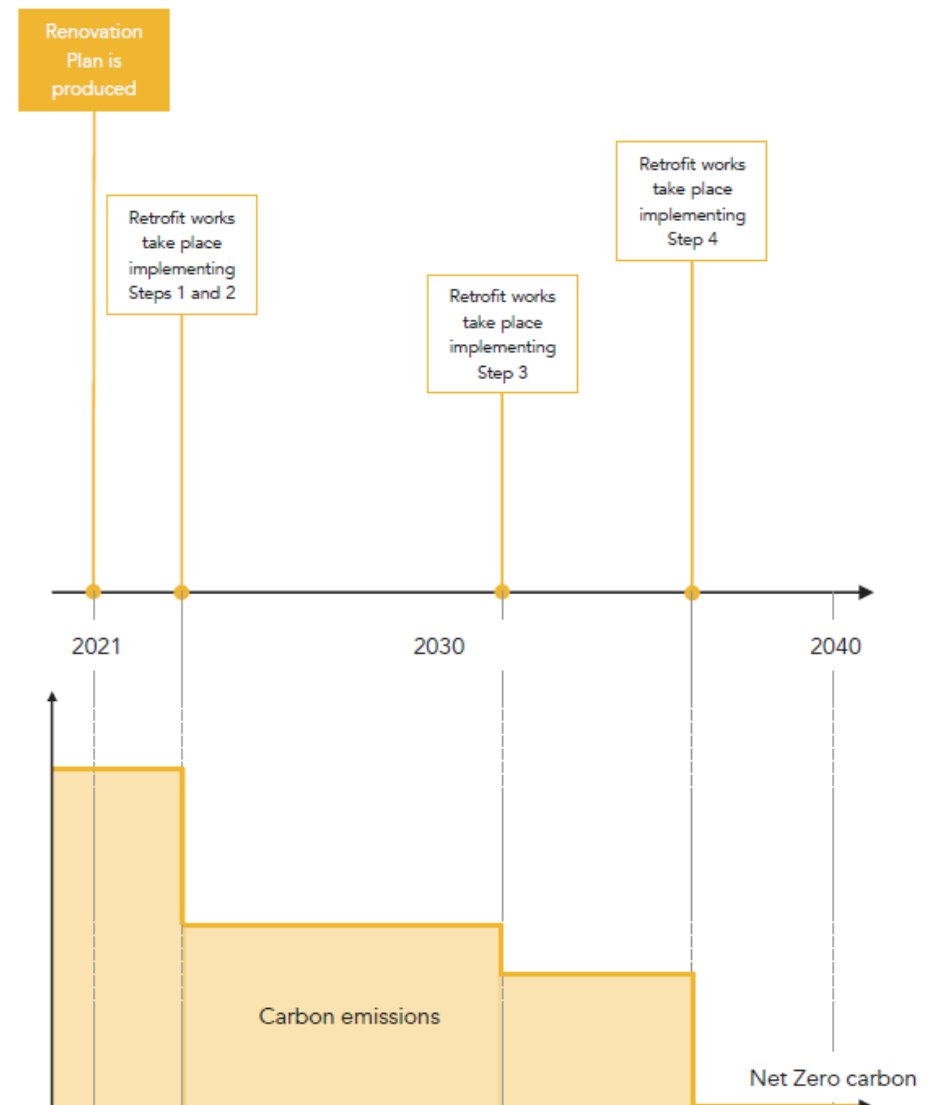 Renovation
Plan is
produced
Retrofit works
take place
implementing
Steps 1 and 2
Retrofit works
take place
implementing
Step 3
Retrofit works
take place
implementing
Step 4
2021
2030
2040
Carbon emissions
Net Zero carbon